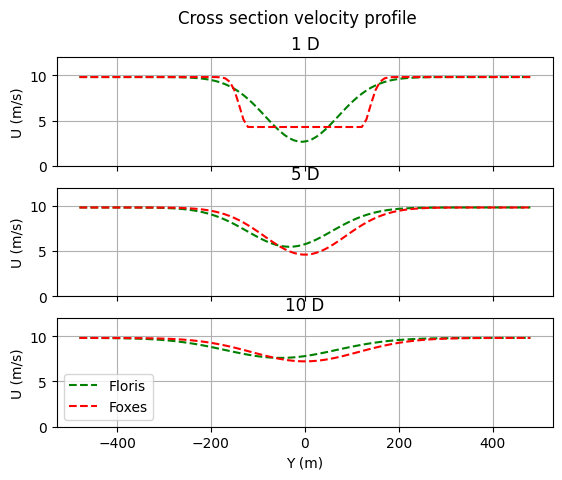 Cross section velocity profile
1 D
10
5
0
U (m/s)
5 D
10
5
0
U (m/s)
10 D
10
5
0
U (m/s)
Floris
Foxes
−400 −200 0 200 400
Y (m)